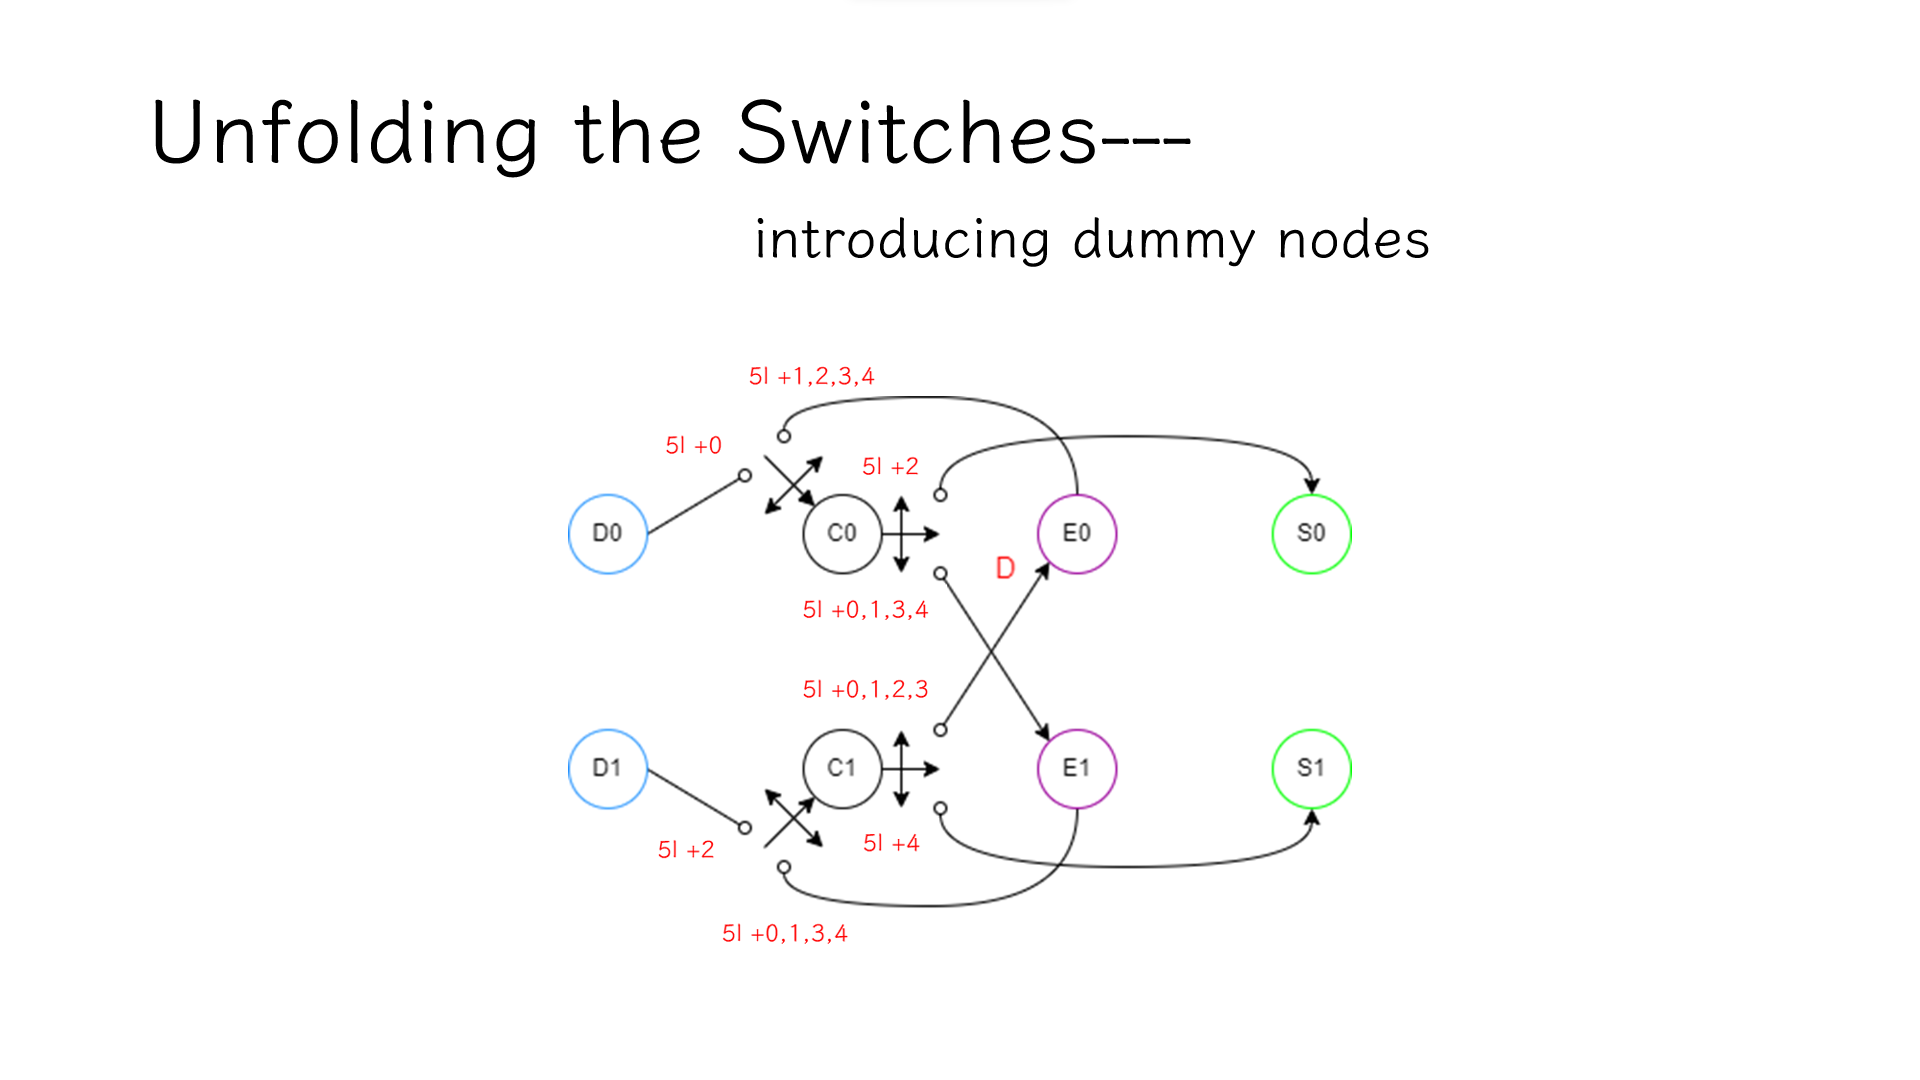 Unfolding the Switches---
introducing dummy nodes
5l +1,2,3,4
5l +0
5l +2
D0
C0
E0
S0
D
5l +0,1,3,4
5l +0,1,2,3
D1
C1
E1
S1
5l +2
5l +4
5l +0,1,3,4